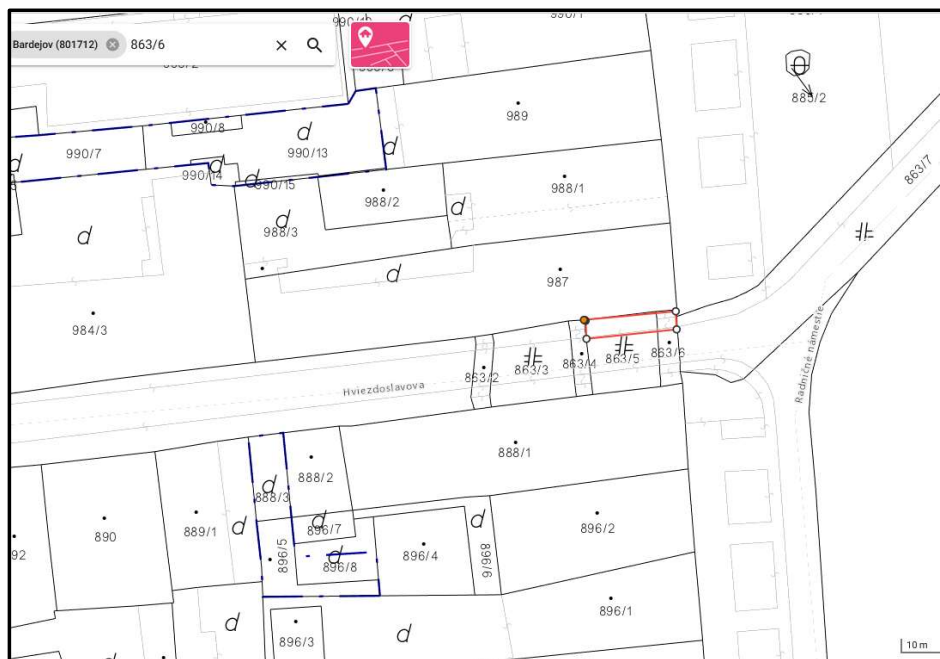 990/1
Bardejov (801712) 863/6
885/2
989
990/8
d
990/13
d
990/7
d
990/14
d
d
990/15
863/7
988/1
988/2
d
d
988/3
d
d
987
984/3
863/2
863/3
863/4
863/5
863/6
Hviezdoslavova
Radničné námestie
888/1
888/2
d
888/3
890
889/1
d
d
896/7
896/2
d
896/5
d
896/8
896/4
896/6
92
896/1
d
896/3
d
10 m